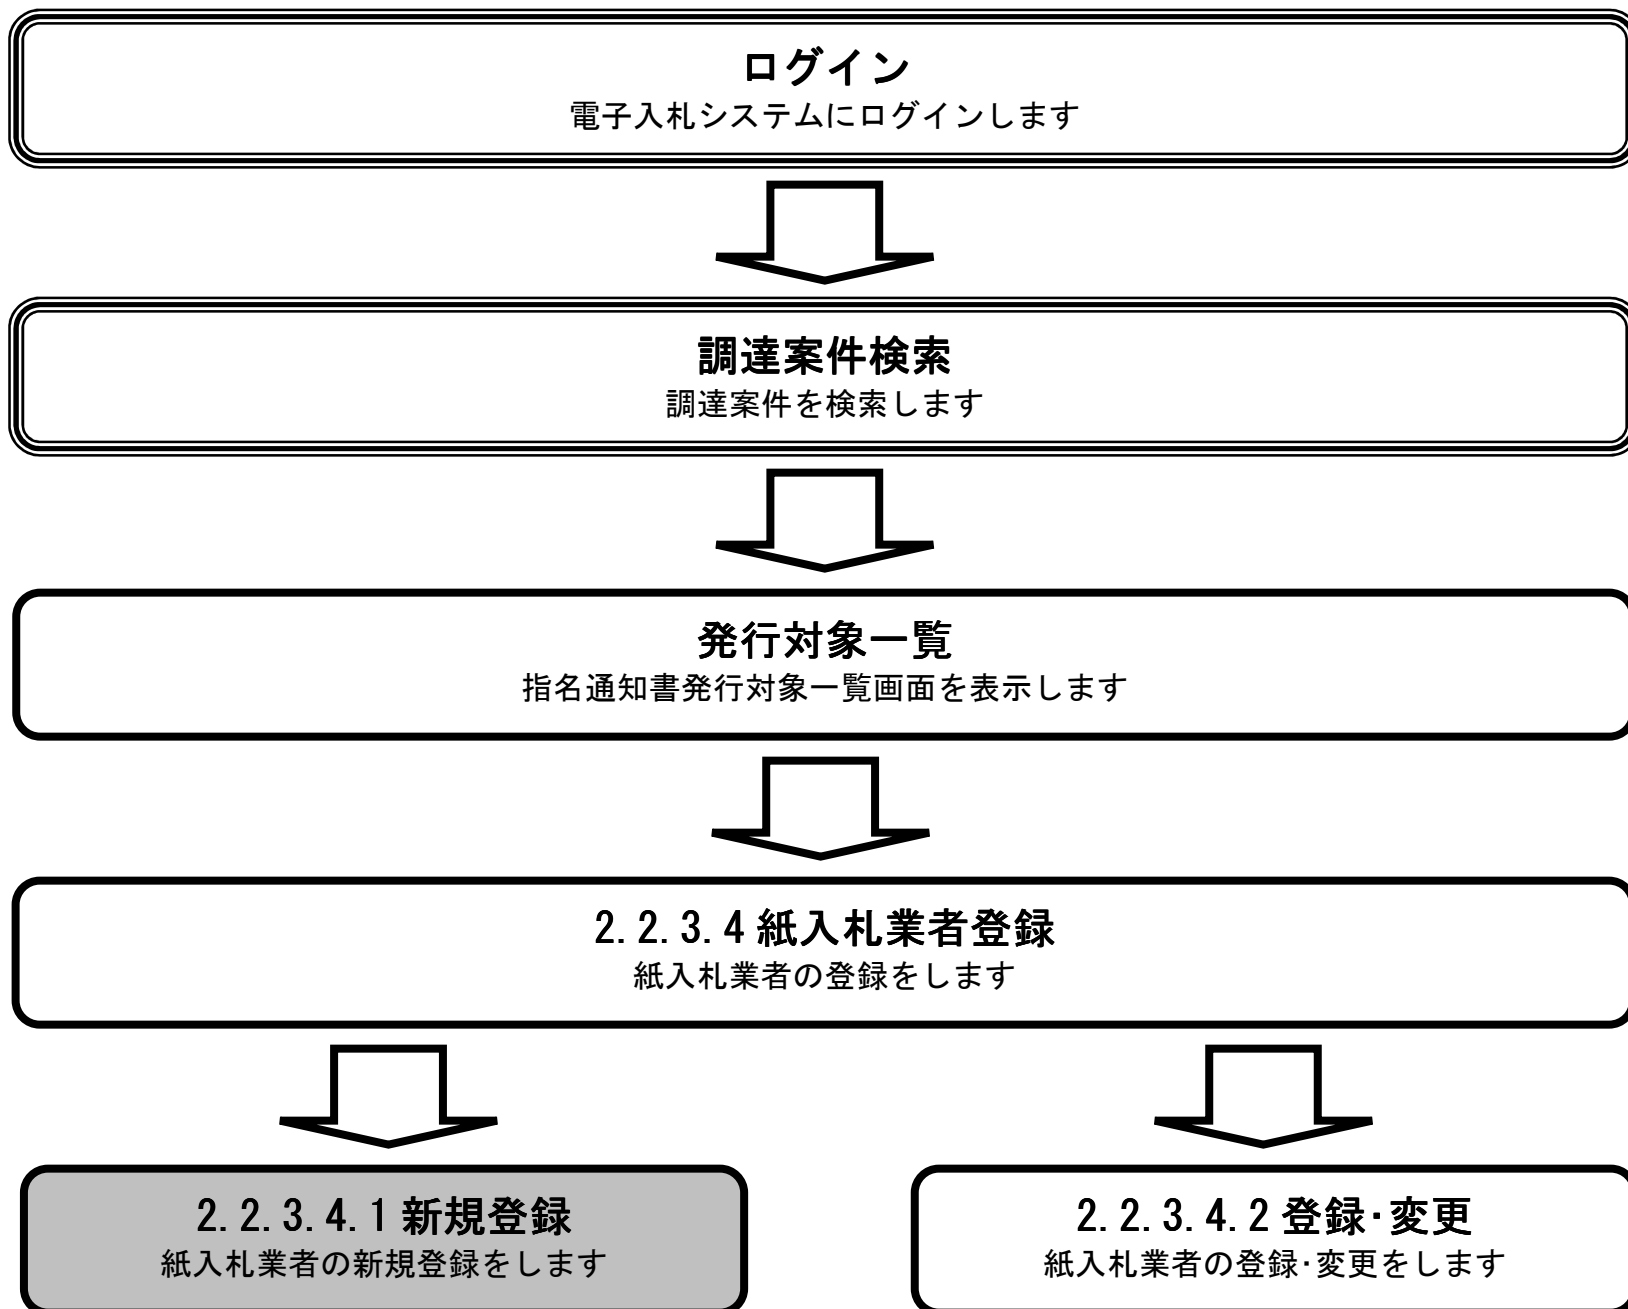 ログイン
電子入札システムにログインします
調達案件検索
調達案件を検索します
発行対象一覧
指名通知書発行対象一覧画面を表示します
2.2.3.4 紙入札業者登録
紙入札業者の登録をします
2.2.3.4.1 新規登録
紙入札業者の新規登録をします
2.2.3.4.2 登録・変更
紙入札業者の登録・変更をします